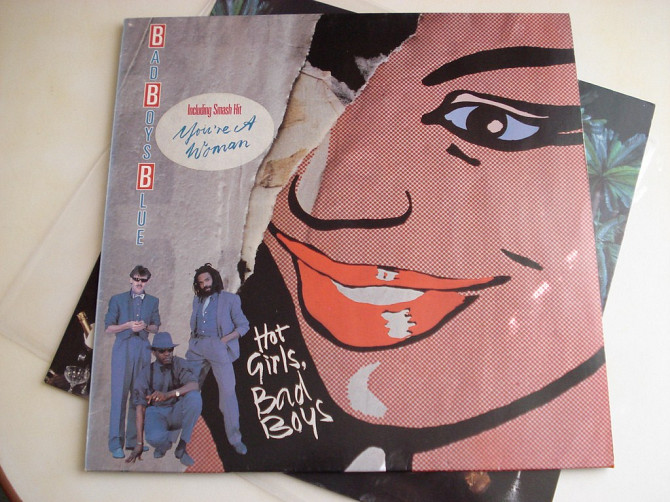 BAD BOYS BLUE
Including Smash Hit
You're A
Woman
Hot
Girls,
Bad
Boys